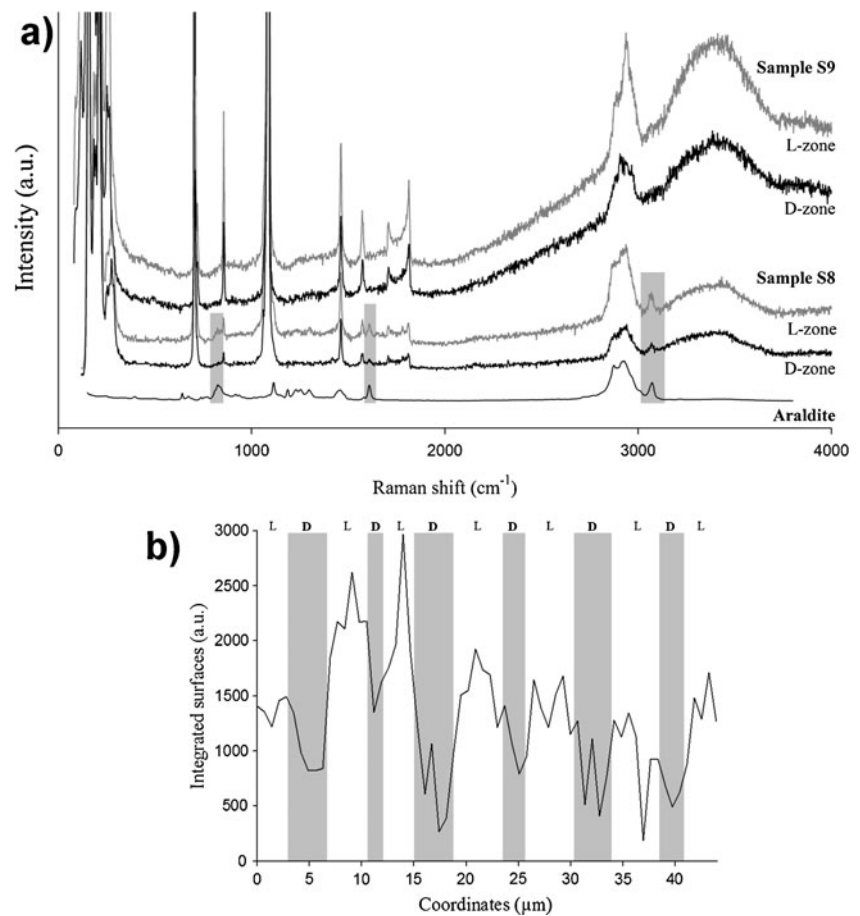 a)
Intensity (a.u.)
Sample S9
L-zone
D-zone
Sample S8
L-zone
D-zone
Araldite
0 1000 2000 3000 4000
Raman shift (cm⁻¹)
b)
L D L D L D L D L D L D L
Integrated surfaces (a.u.)
3000
2500
2000
1500
1000
500
0
0 5 10 15 20 25 30 35 40
Coordinates (µm)